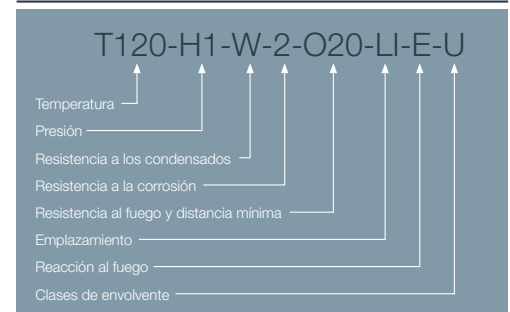 T120-H1-W-2-O20-LI-E-U
Temperatura
Presión
Resistencia a los condensados
Resistencia a la corrosión
Resistencia al fuego y distancia mínima
Emplazamiento
Reacción al fuego
Clases de envolvente